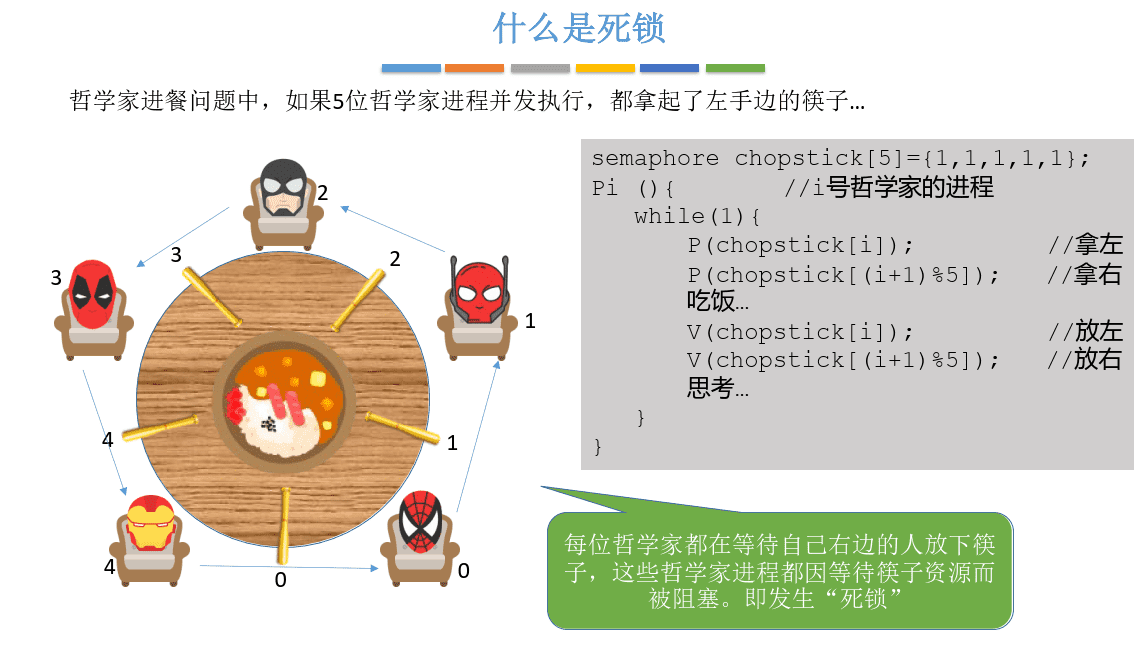 什么是死锁
哲学家进餐问题中，如果5位哲学家进程并发执行，都拿起了左手边的筷子…
semaphore chopstick[5]={1,1,1,1,1};
Pi (){ //i号哲学家的进程
while(1){
P(chopstick[i]); //拿左
P(chopstick[(i+1)%5]); //拿右
吃饭…
V(chopstick[i]); //放左
V(chopstick[(i+1)%5]); //放右
思考…
}
}
2
3
2
3
1
4
1
4
0
0
每位哲学家都在等待自己右边的人放下筷
子，这些哲学家进程都因等待筷子资源而
被阻塞。即发生“死锁”